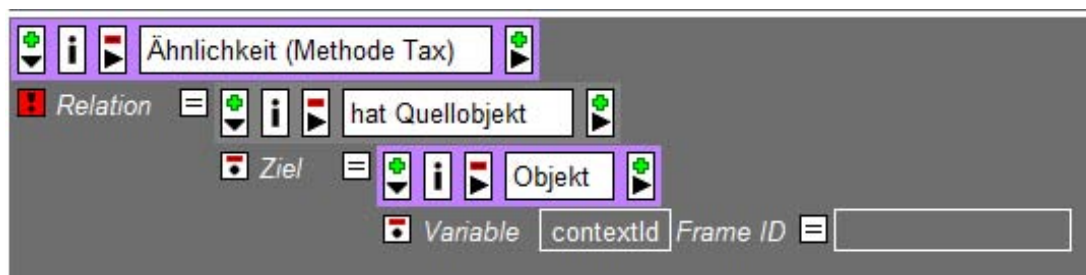 Ähnlichkeit (Methode Tax)
Relation = hat Quellobjekt
Ziel = Objekt
Variable contextId Frame ID =